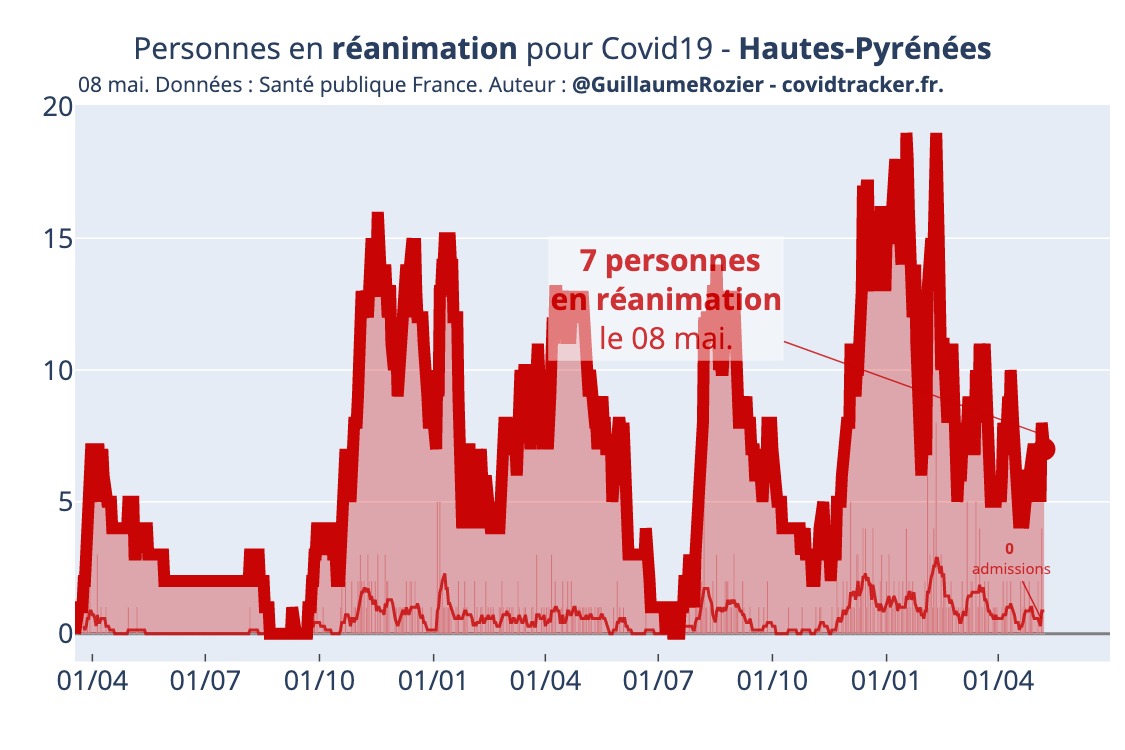 Personnes en réanimation pour Covid19 - Hautes-Pyrénées
08 mai. Données : Santé publique France. Auteur : @GuillaumeRozier - covidtracker.fr.
20
15
10
5
0
7 personnes
en réanimation
le 08 mai.
0
admissions
01/04 01/07 01/10 01/01 01/04 01/07 01/10 01/01 01/04